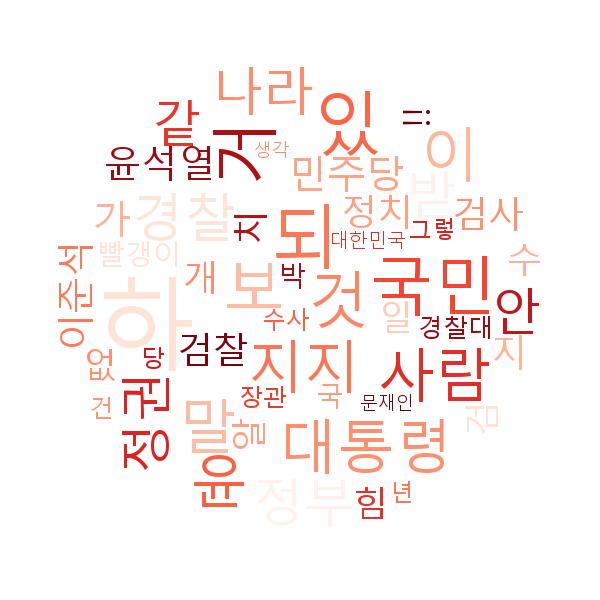 나라
같
거
있
ㅡ:
윤석열
생각
민주당
이
받
가
경찰
치
되
정치
검사
빨갱이
대한민국
그렇
이준석
개
보
박
것
국민
수
하
수사
일
경찰대
안
없
당
검찰
지지
사람
지
정권
건
말
알
장관
국
문재인
검
대통령
데
정부
힘
년